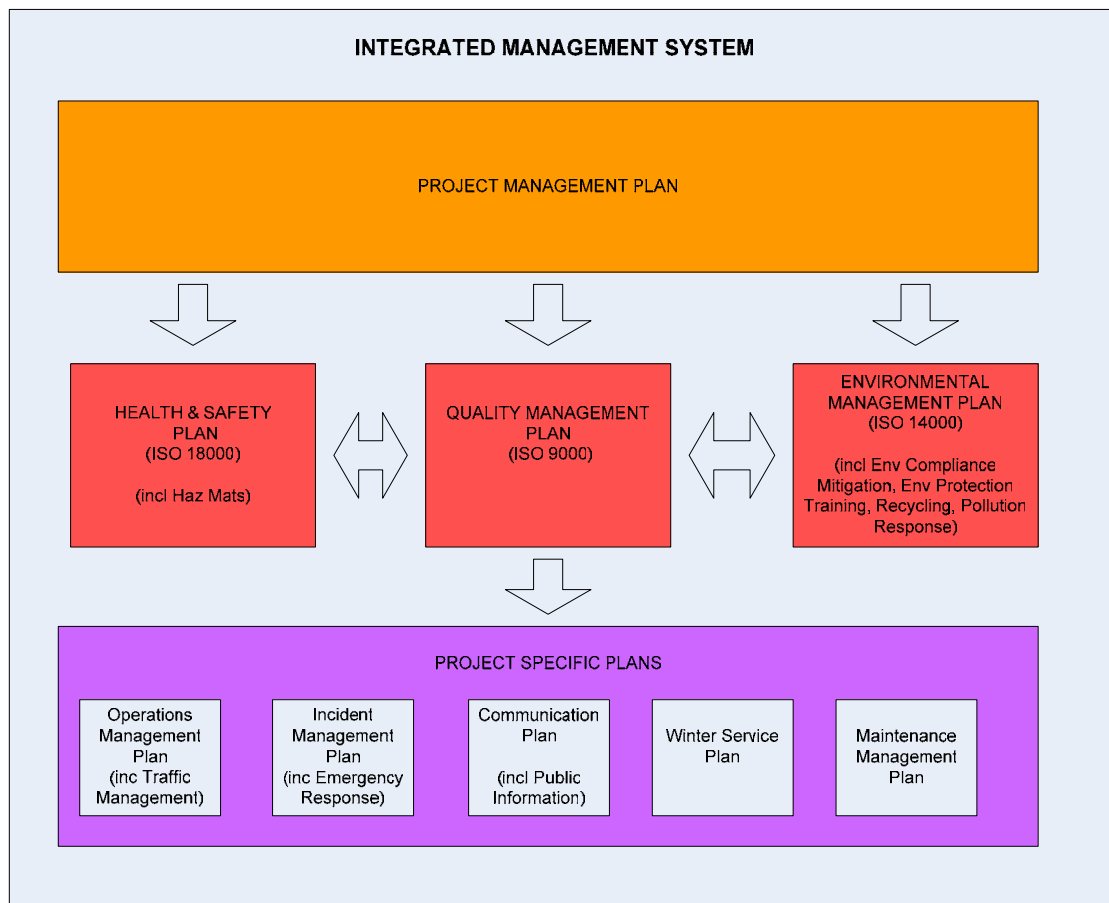 INTEGRATED MANAGEMENT SYSTEM
PROJECT MANAGEMENT PLAN
HEALTH & SAFETY
PLAN
(ISO 18000)
(incl Haz Mats)
QUALITY MANAGEMENT
PLAN
(ISO 9000)
ENVIRONMENTAL
MANAGEMENT PLAN
(ISO 14000)
(incl Env Compliance
Mitigation, Env Protection
Training, Recycling, Pollution
Response)
PROJECT SPECIFIC PLANS
Operations
Management
Plan
(inc Traffic
Management)
Incident
Management
Plan
(inc Emergency
Response)
Communication
Plan
(incl Public
Information)
Winter Service
Plan
Maintenance
Management
Plan